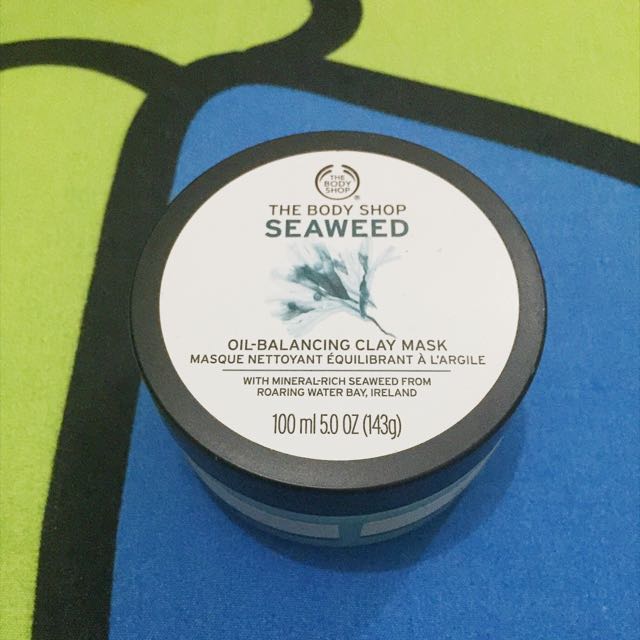 THE
BODY
SHOP
®
THE BODY SHOP
SEAWEED
OIL-BALANCING CLAY MASK
MASQUE NETTOYANT ÉQUILIBRANT À L'ARGILE
WITH MINERAL-RICH SEAWEED FROM
ROARING WATER BAY, IRELAND
100 ml 5.0 OZ (143g)